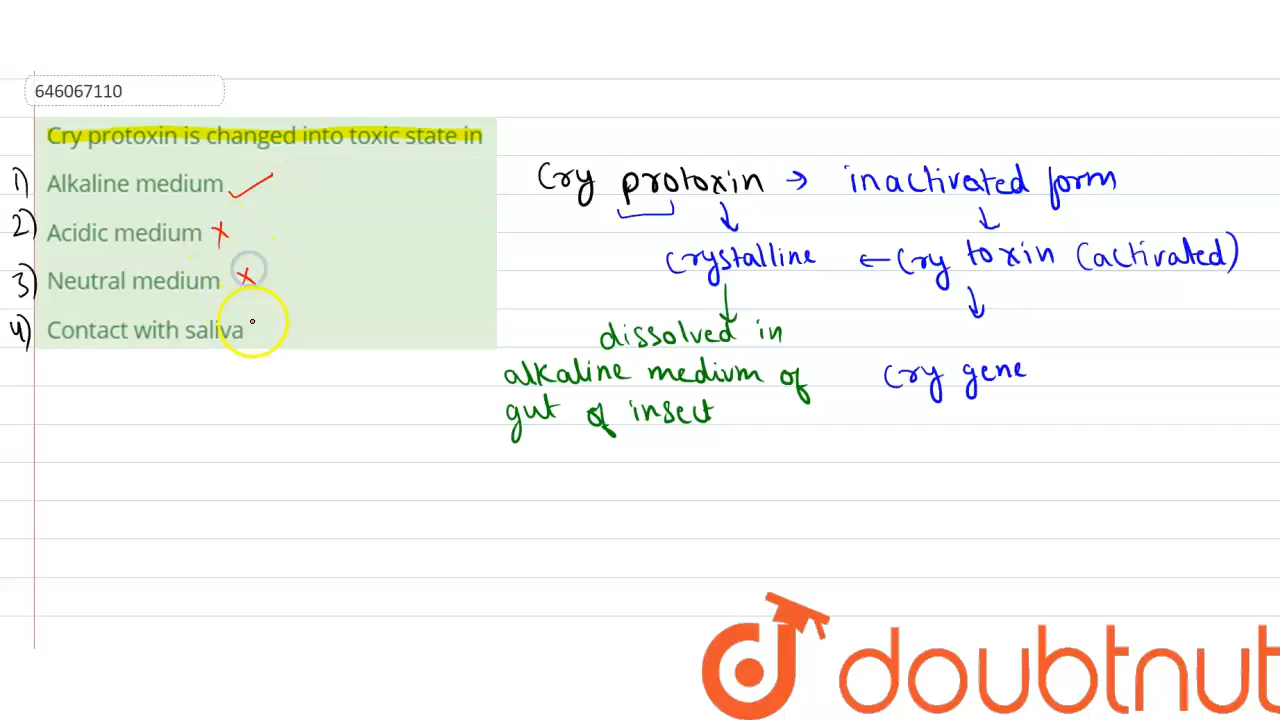 646067110
Cry protoxin is changed into toxic state in
1) Alkaline medium ✓
2) Acidic medium x
3) Neutral medium x
4) Contact with saliva
Cry protoxin → inactivated form
↓ ↓
crystalline ← Cry toxin (activated)
↓ ↓
dissolved in
alkaline medium of
gut of insect
cry gene
doubtnut